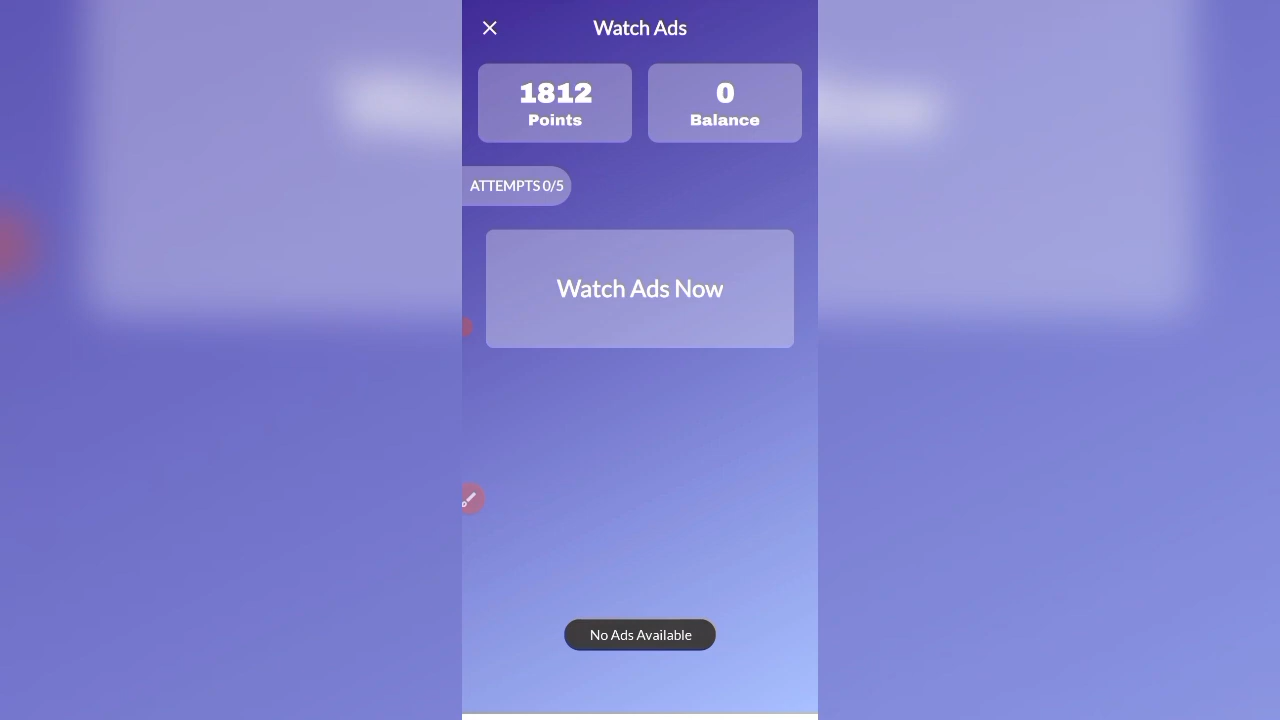 Watch Ads
1812
Points
0
Balance
ATTEMPTS 0/5
Watch Ads Now
No Ads Available